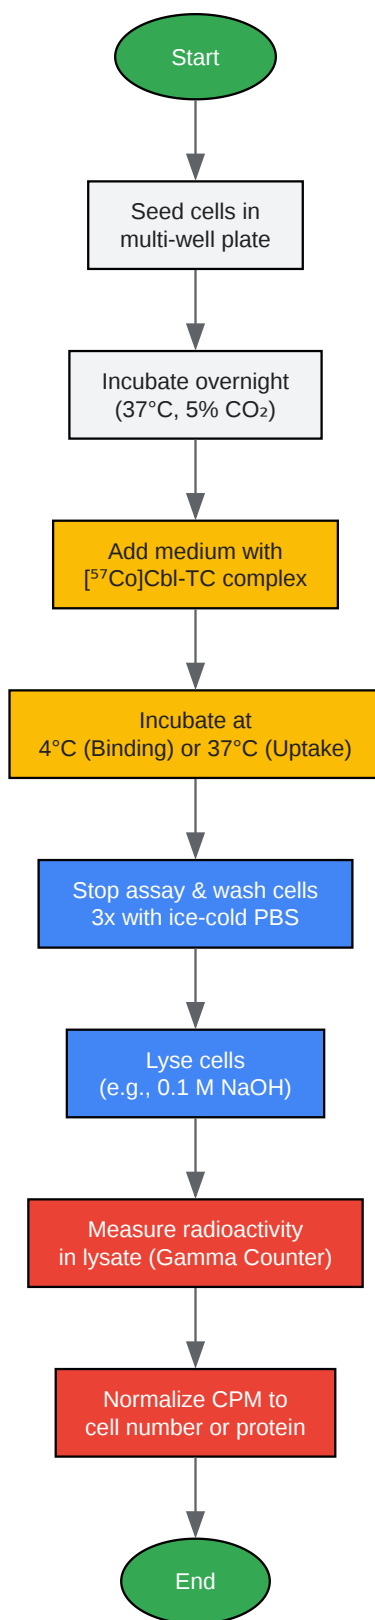 Start
Seed cells in
multi-well plate
Incubate overnight
(37°C, 5% CO₂)
Add medium with
[⁵⁷Co]Cbl-TC complex
Incubate at
4°C (Binding) or 37°C (Uptake)
Stop assay & wash cells
3x with ice-cold PBS
Lyse cells
(e.g., 0.1 M NaOH)
Measure radioactivity
in lysate (Gamma Counter)
Normalize CPM to
cell number or protein
End